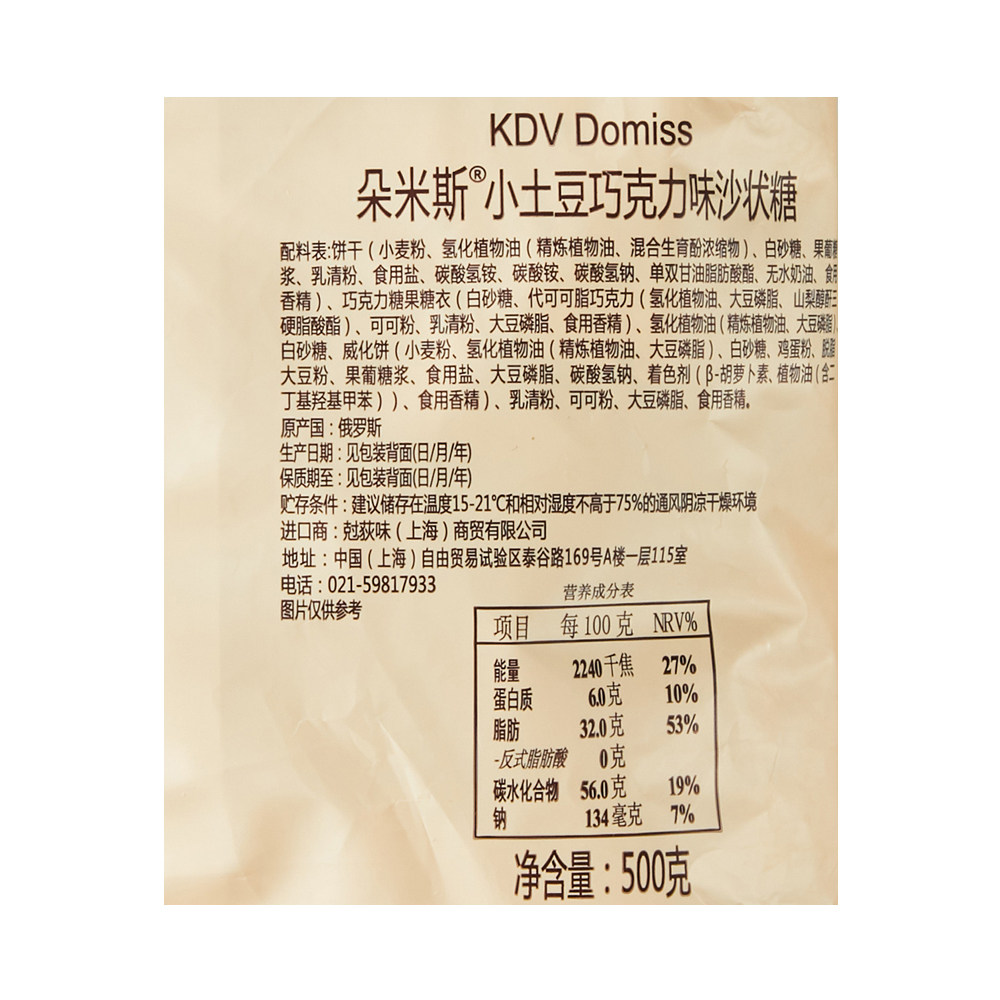 KDV Domiss
朵米斯®小土豆巧克力味沙状糖
配料表:饼干（小麦粉、氢化植物油（精炼植物油、混合生育酚浓缩物）、白砂糖、果葡糖
浆、乳清粉、食用盐、碳酸氢铵、碳酸铵、碳酸氢钠、单双甘油脂肪酸酯、无水奶油、食用
香精）、巧克力糖果糖衣（白砂糖、代可可脂巧克力（氢化植物油、大豆磷脂、山梨醇酐三
硬脂酸酯）、可可粉、乳清粉、大豆磷脂、食用香精）、氢化植物油（精炼植物油、大豆磷脂）、
白砂糖、威化饼（小麦粉、氢化植物油（精炼植物油、大豆磷脂）、白砂糖、鸡蛋粉、脱脂
大豆粉、果葡糖浆、食用盐、大豆磷脂、碳酸氢钠、着色剂（β-胡萝卜素、植物油（含二
丁基羟基甲苯））、食用香精）、乳清粉、可可粉、大豆磷脂、食用香精。
原产国：俄罗斯
生产日期：见包装背面(日/月/年)
保质期至：见包装背面(日/月/年)
贮存条件：建议储存在温度15-21℃和相对湿度不高于75%的通风阴凉干燥环境
进口商：尅荻味（上海）商贸有限公司
地址：中国（上海）自由贸易试验区泰谷路169号A楼一层115室
电话：021-59817933
图片仅供参考
营养成分表
项目 每100克 NRV%
能量 2240千焦 27%
蛋白质 6.0克 10%
脂肪 32.0克 53%
-反式脂肪酸 0克
碳水化合物 56.0克 19%
钠 134毫克 7%
净含量：500克